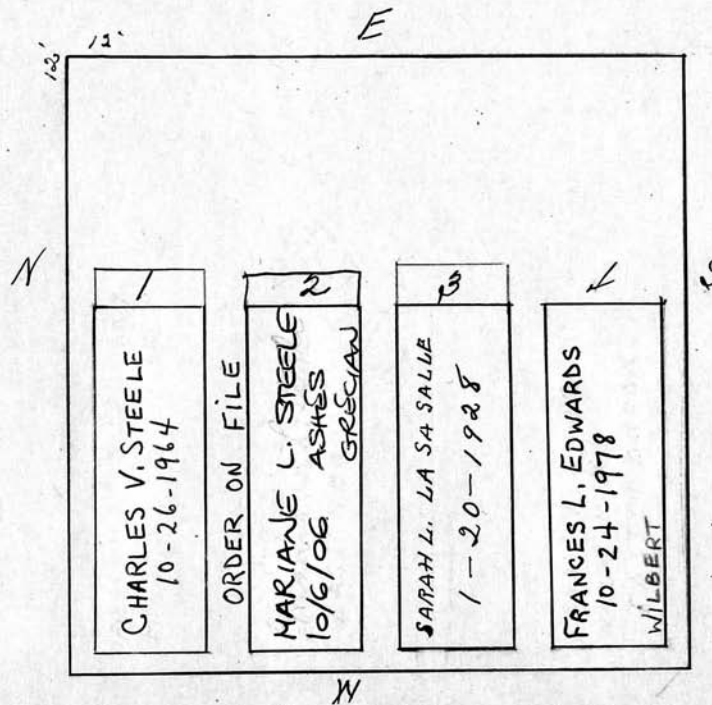 E
12' 12'
N
S
1
CHARLES V. STEELE
10-26-1964
ORDER ON FILE
2
MARIANE L. STEELE
10/6/06 ASHES
GRECIAN
3
SARAH L. LA SA SALLE
1-20-1928
4
FRANCES L. EDWARDS
10-24-1978
WILBERT
W